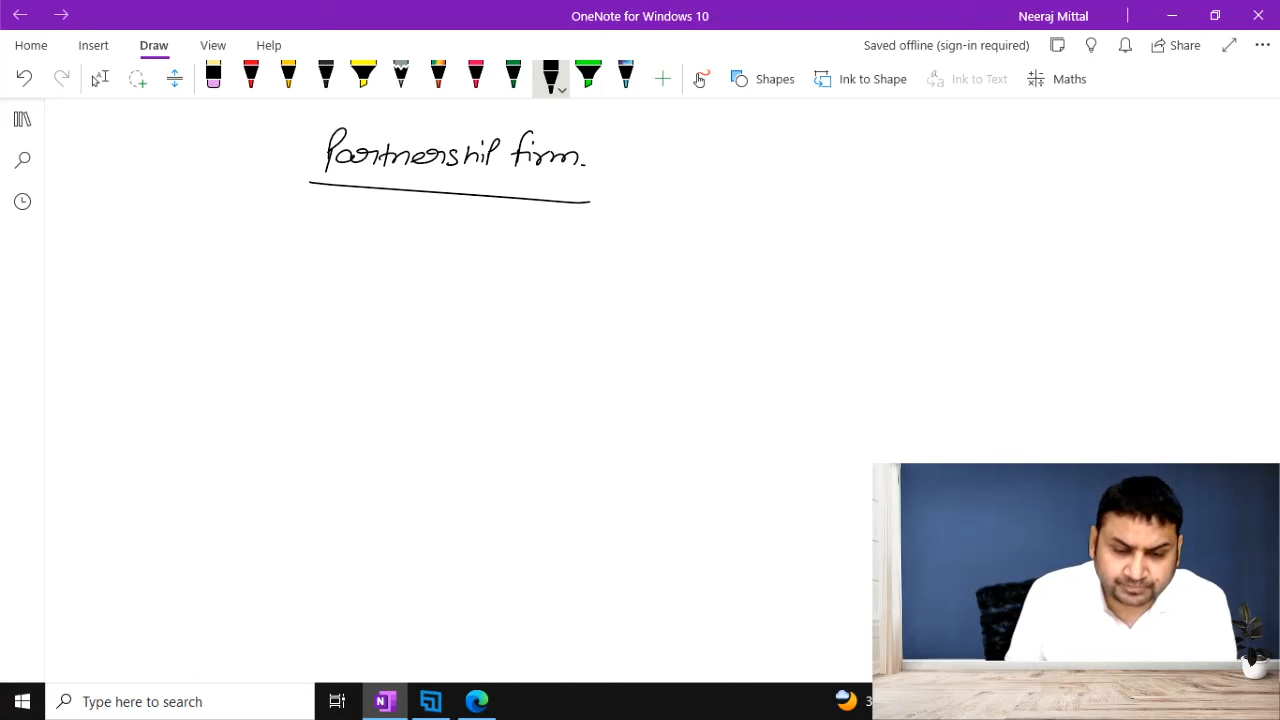 OneNote for Windows 10
Neeraj Mittal
Home Insert Draw View Help
Saved offline (sign-in required)
Share
Shapes
Ink to Shape
Ink to Text
Maths
Partnership firm.
Type here to search
3